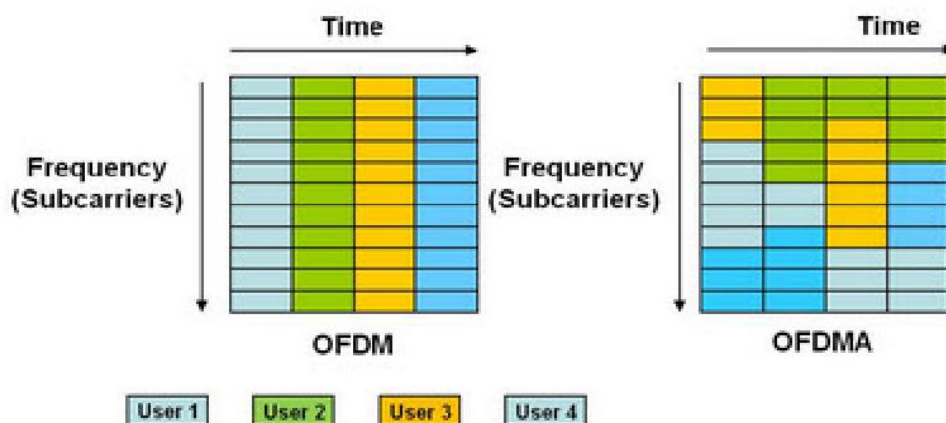 Time
Time
Frequency
(Subcarriers)
Frequency
(Subcarriers)
OFDM
OFDMA
User 1 User 2 User 3 User 4